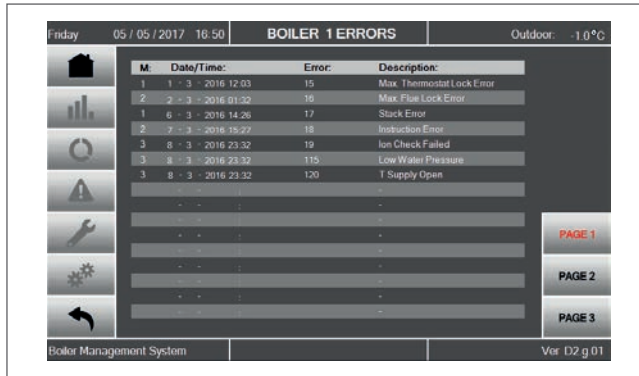 Friday 05 / 05 / 2017 16:50 BOILER 1 ERRORS Outdoor: -1.0°C
M: Date/Time: Error: Description:
1 1 - 3 - 2016 12:03 15 Max. Thermostat Lock Error
2 2 - 3 - 2016 01:32 16 Max. Flue Lock Error
1 6 - 3 - 2016 14:26 17 Stuck Error
2 7 - 3 - 2016 15:27 18 Instruction Error
3 8 - 3 - 2016 23:32 19 Ion Check Failed
3 8 - 3 - 2016 23:32 115 Low Water Pressure
3 8 - 3 - 2016 23:32 120 T Supply Open
- - : -
- - : -
- - : -
- - : -
- - : -
- - : -
- - : -
- - : -
PAGE 1
PAGE 2
PAGE 3
Boiler Management System Ver D2.g.01